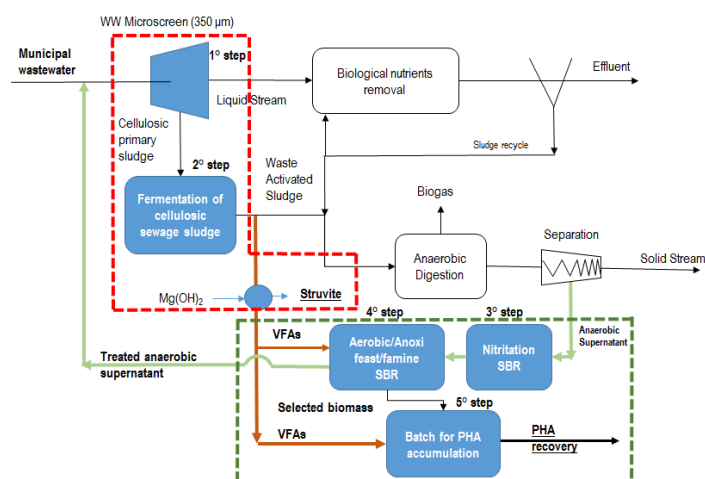 WW Microscreen (350 µm)
Municipal
wastewater
1° step
Liquid Stream
Biological nutrients
removal
Effluent
Sludge recycle
Cellulosic
primary
sludge
2° step
Fermentation of
cellulosic
sewage sludge
Waste
Activated
Sludge
Biogas
Anaerobic
Digestion
Separation
Solid Stream
Mg(OH)2
Struvite
VFAs
4° step
Aerobic/Anoxi
feast/famine
SBR
3° step
Nitritation
SBR
Anaerobic
Supernatant
Treated anaerobic
supernatant
Selected biomass
5° step
VFAs
Batch for PHA
accumulation
PHA
recovery